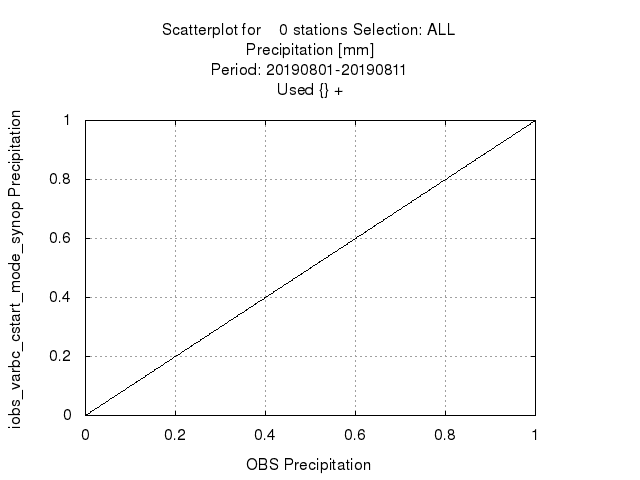 Scatterplot for    0 stations Selection: ALL
Precipitation [mm]
Period: 20190801-20190811
Used {} +
iobs_varbc_cstart_mode_synop Precipitation
1
0.8
0.6
0.4
0.2
0
0 0.2 0.4 0.6 0.8 1
OBS Precipitation